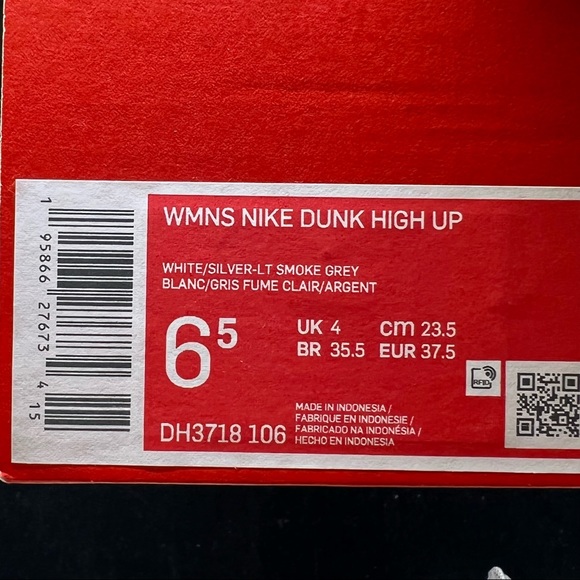 1 95866 27673 4 15
WMNS NIKE DUNK HIGH UP
WHITE/SILVER-LT SMOKE GREY
BLANC/GRIS FUME CLAIR/ARGENT
6⁵
UK 4 cm 23.5
BR 35.5 EUR 37.5
RFID
DH3718 106
MADE IN INDONESIA /
FABRIQUE EN INDONESIE /
FABRICADO NA INDONÉSIA /
HECHO EN INDONESIA